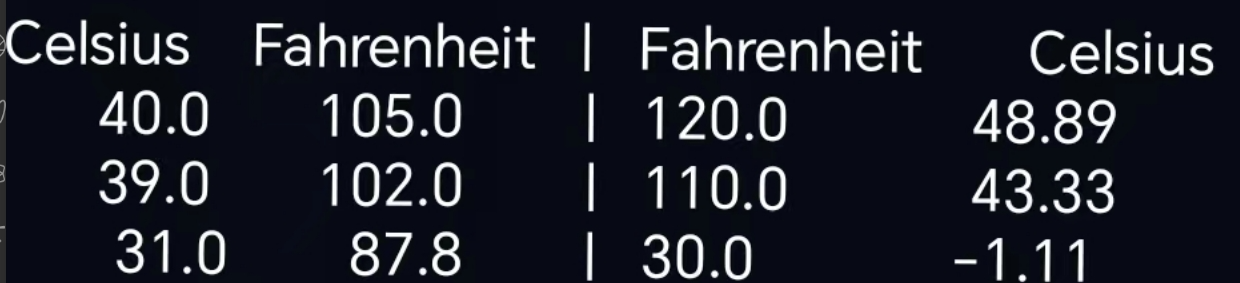 Celsius Fahrenheit | Fahrenheit Celsius
40.0 105.0 | 120.0 48.89
39.0 102.0 | 110.0 43.33
31.0 87.8 | 30.0 -1.11